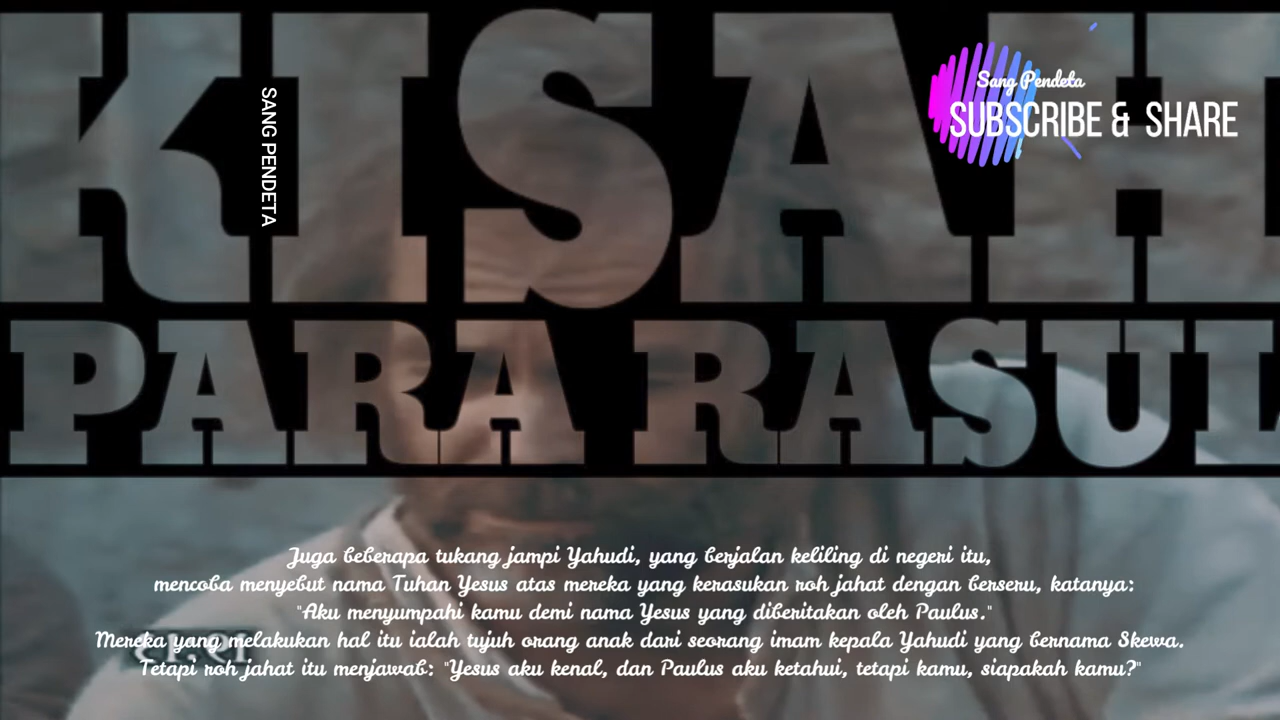 KISAH
PARA RASUL
SANG PENDETA
Sang Pendeta
SUBSCRIBE & SHARE
Juga beberapa tukang jampi Yahudi, yang berjalan keliling di negeri itu,
mencoba menyebut nama Tuhan Yesus atas mereka yang kerasukan roh jahat dengan berseru, katanya:
"Aku menyumpahi kamu demi nama Yesus yang diberitakan oleh Paulus."
Mereka yang melakukan hal itu ialah tujuh orang anak dari seorang imam kepala Yahudi yang bernama Skewa.
Tetapi roh jahat itu menjawab: "Yesus aku kenal, dan Paulus aku ketahui, tetapi kamu, siapakah kamu?"